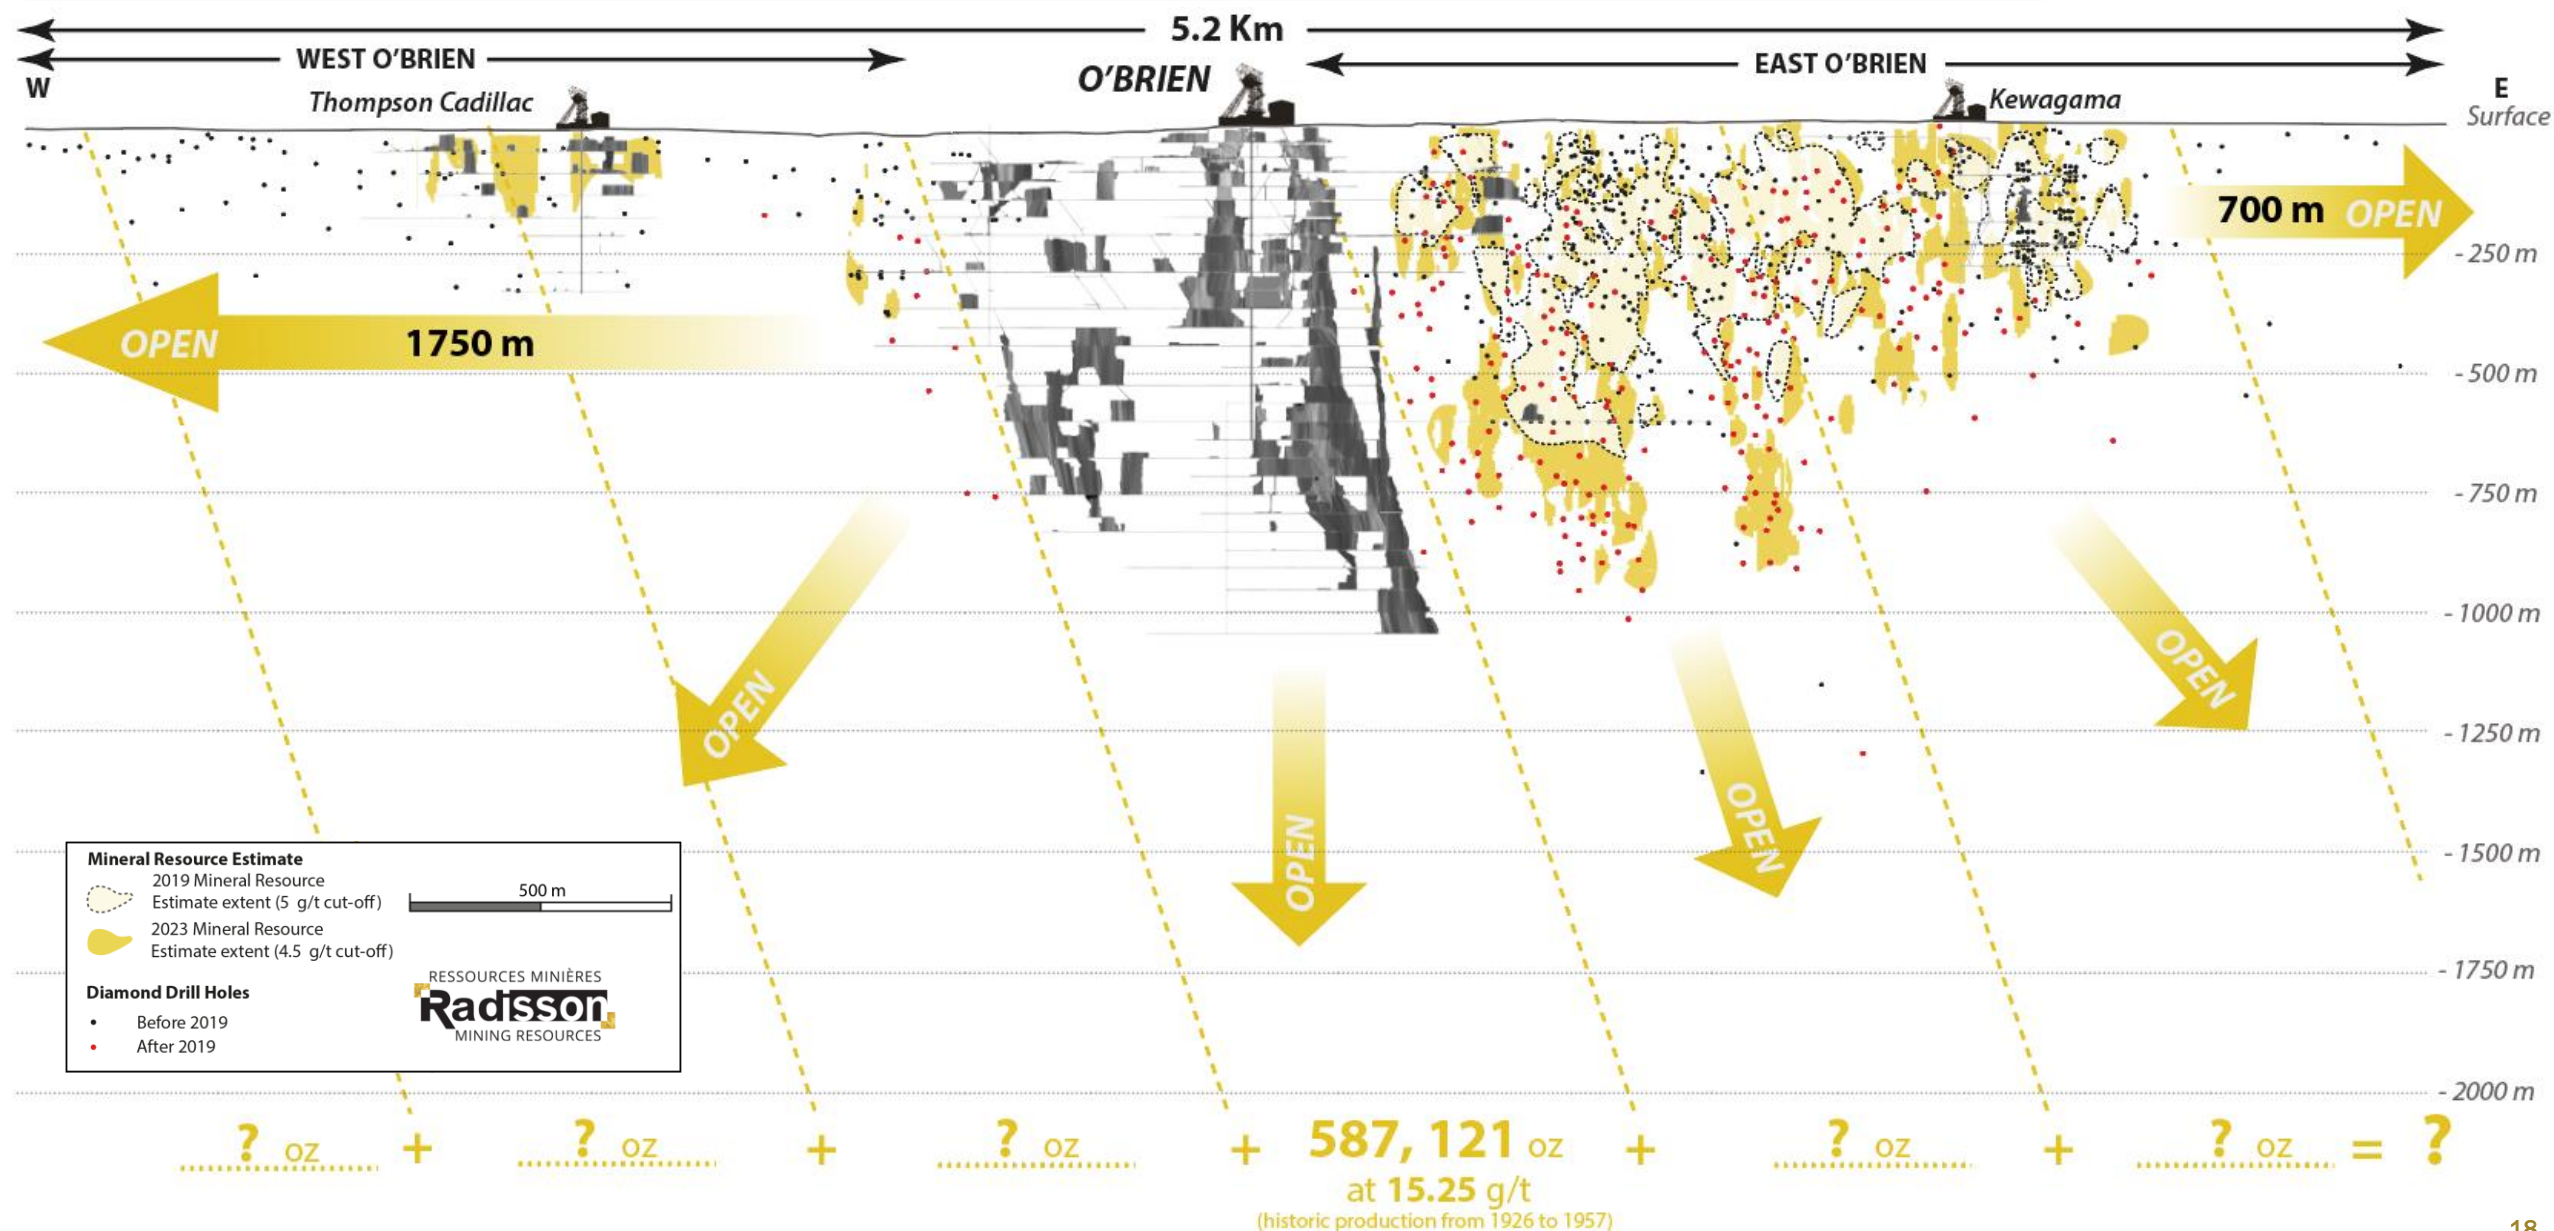 5.2 Km
WEST O'BRIEN
EAST O'BRIEN
O'BRIEN
W
E
Thompson Cadillac
Kewagama
Surface
700 m OPEN
- 250 m
OPEN 1750 m
- 500 m
- 750 m
- 1000 m
OPEN
OPEN
- 1250 m
OPEN
OPEN
- 1500 m
Mineral Resource Estimate
2019 Mineral Resource
Estimate extent (5 g/t cut-off)
500 m
2023 Mineral Resource
Estimate extent (4.5 g/t cut-off)
Diamond Drill Holes
Before 2019
After 2019
RESSOURCES MINIÈRES
Radisson
MINING RESOURCES
- 1750 m
- 2000 m
? oz + ? oz + ? oz + 587, 121 oz + ? oz + ? oz = ?
at 15.25 g/t
(historic production from 1926 to 1957)
18